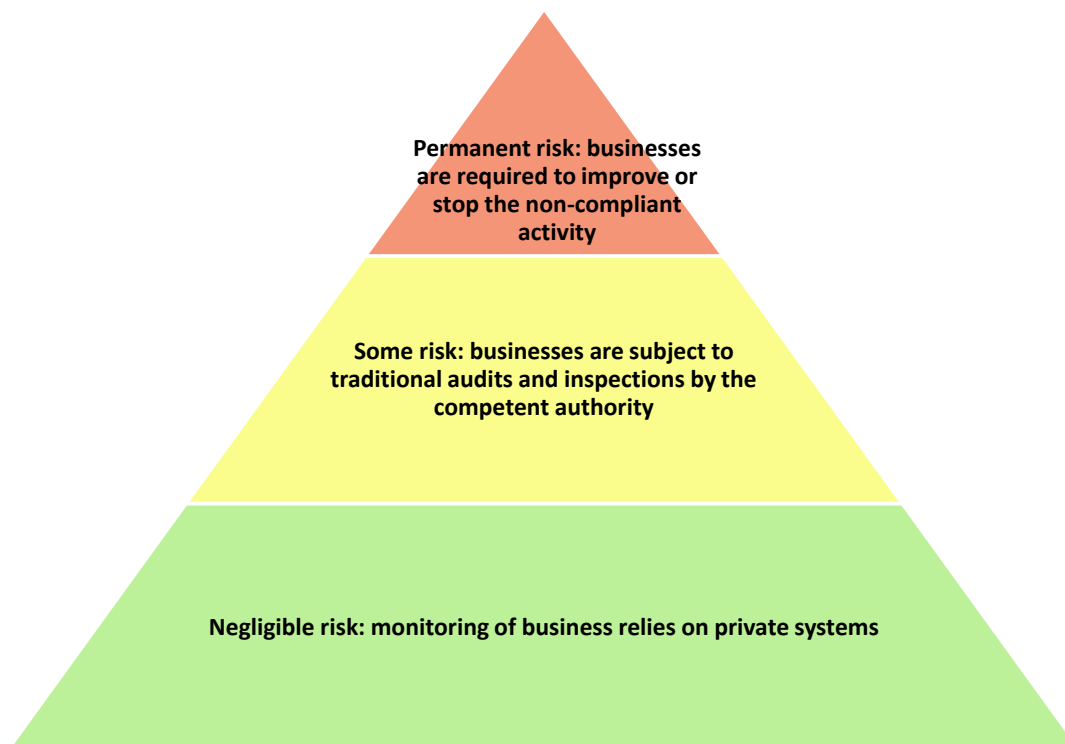 Permanent risk: businesses
are required to improve or
stop the non-compliant
activity
Some risk: businesses are subject to
traditional audits and inspections by the
competent authority
Negligible risk: monitoring of business relies on private systems